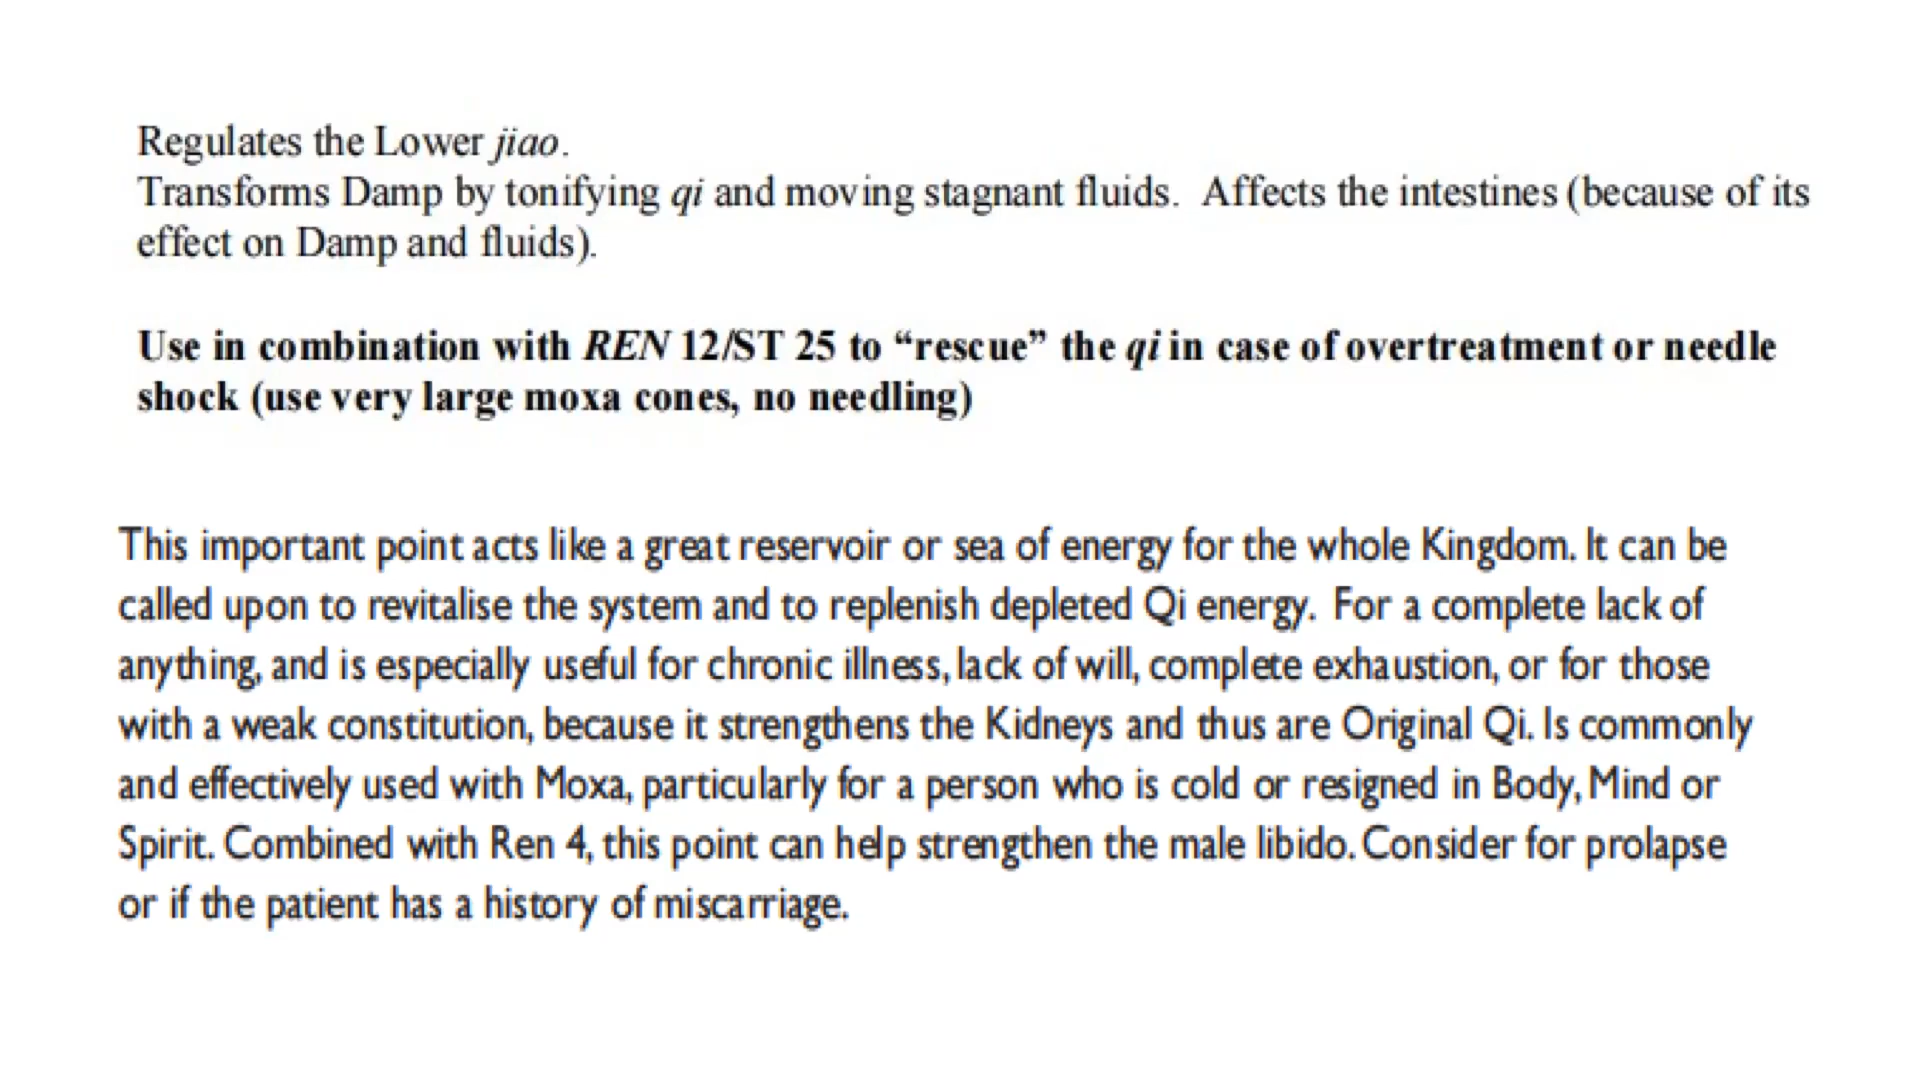 Regulates the Lower jiao.
Transforms Damp by tonifying qi and moving stagnant fluids.  Affects the intestines (because of its
effect on Damp and fluids).
Use in combination with REN 12/ST 25 to “rescue” the qi in case of overtreatment or needle
shock (use very large moxa cones, no needling)
This important point acts like a great reservoir or sea of energy for the whole Kingdom. It can be
called upon to revitalise the system and to replenish depleted Qi energy.  For a complete lack of
anything, and is especially useful for chronic illness, lack of will, complete exhaustion, or for those
with a weak constitution, because it strengthens the Kidneys and thus are Original Qi. Is commonly
and effectively used with Moxa, particularly for a person who is cold or resigned in Body, Mind or
Spirit. Combined with Ren 4, this point can help strengthen the male libido. Consider for prolapse
or if the patient has a history of miscarriage.